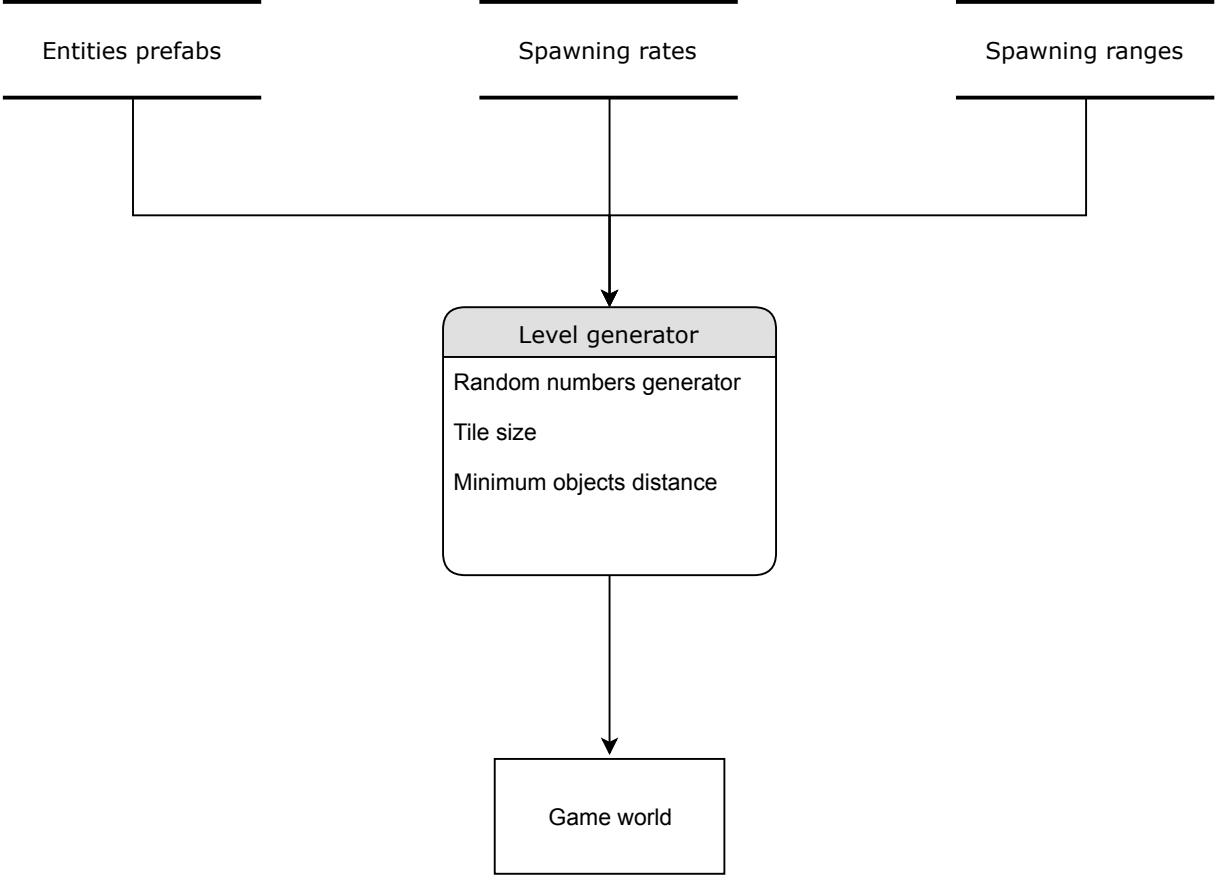 Entities prefabs
Spawning rates
Spawning ranges
Level generator
Random numbers generator
Tile size
Minimum objects distance
Game world